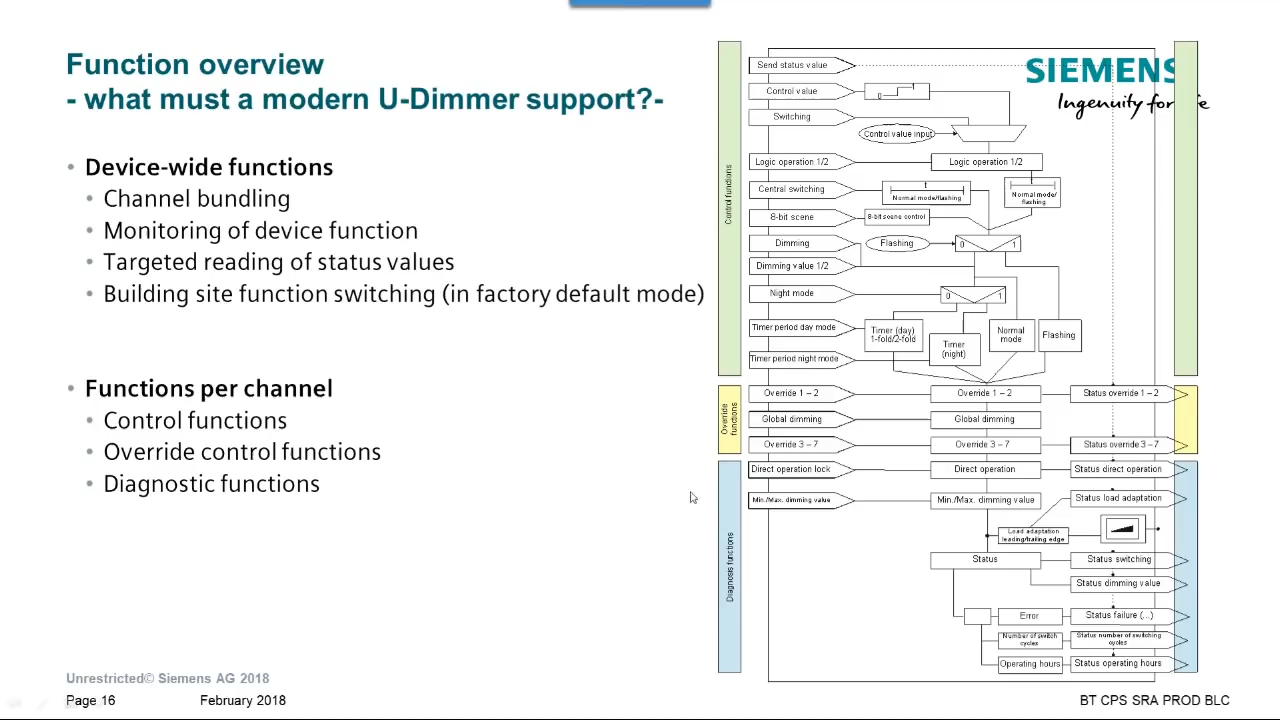 Function overview
- what must a modern U-Dimmer support?-
• Device-wide functions
• Channel bundling
• Monitoring of device function
• Targeted reading of status values
• Building site function switching (in factory default mode)
• Functions per channel
• Control functions
• Override control functions
• Diagnostic functions
SIEMENS
Ingenuity for life
Control functions
Send status value
Control value
0
Switching
Control value input
Logic operation 1/2
Logic operation 1/2
Central switching
t
Normal mode/flashing
Normal mode/
flashing
8-bit scene
8-bit scene control
Dimming
Flashing
0
1
Dimming value 1/2
Night mode
0
1
Timer period day mode
Timer (day)
1-fold/2-fold
Timer
(night)
Normal
mode
Flashing
Timer period night mode
Override
functions
Override 1 – 2
Override 1 – 2
Status override 1 – 2
Global dimming
Global dimming
Override 3 – 7
Override 3 – 7
Status override 3 – 7
Diagnosis functions
Direct operation lock
Direct operation
Status direct operation
Min./Max. dimming value
Min./Max. dimming value
Status load adaptation
Load adaptation
leading/trailing edge
Status
Status switching
Status dimming value
Error
Status failure (...)
Number of switch
cycles
Status number of switching
cycles
Operating hours
Status operating hours
Unrestricted© Siemens AG 2018
Page 16
February 2018
BT CPS SRA PROD BLC